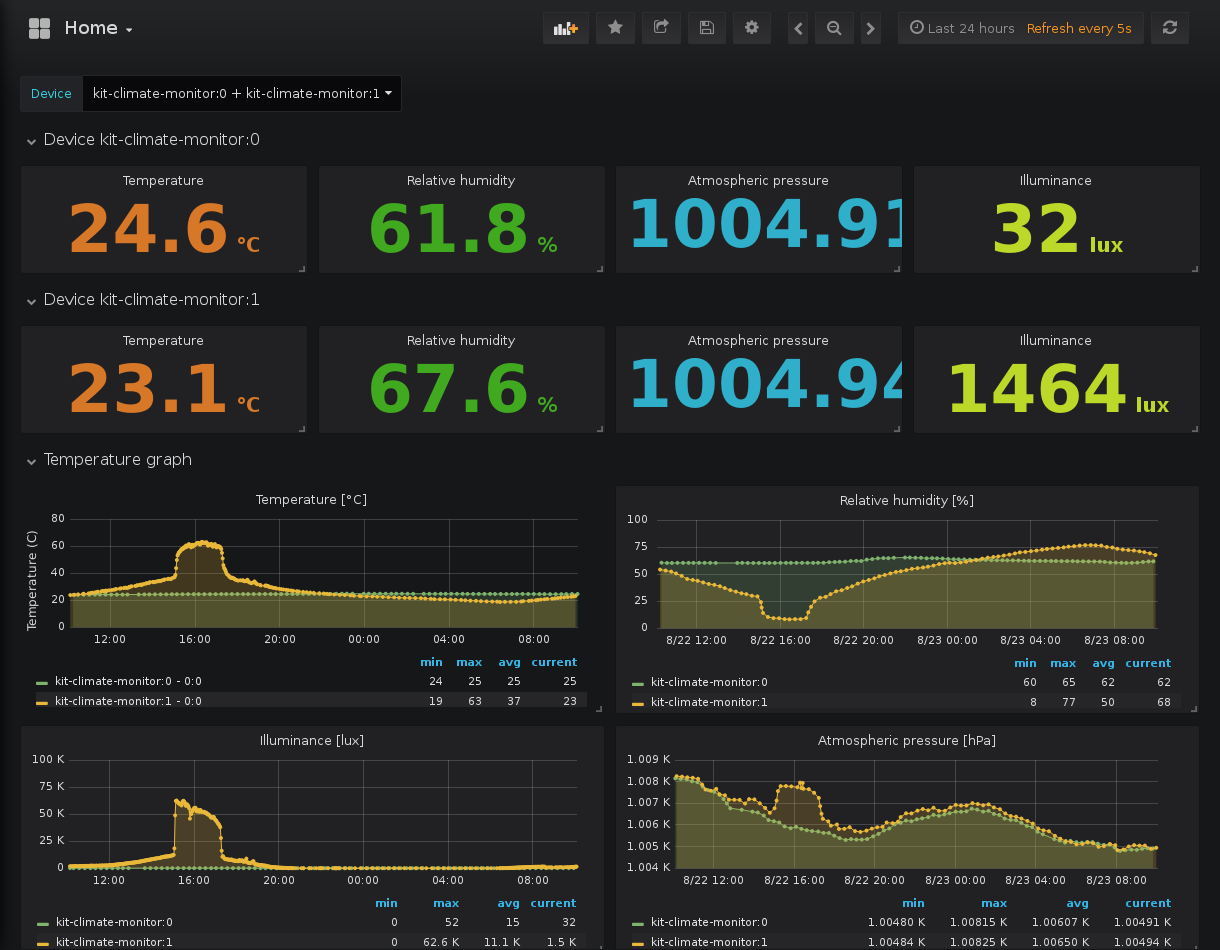 Home
Last 24 hours Refresh every 5s
Device kit-climate-monitor:0 + kit-climate-monitor:1
Device kit-climate-monitor:0
Temperature Relative humidity Atmospheric pressure Illuminance
24.6 °C 61.8 % 1004.91 32 lux
Device kit-climate-monitor:1
Temperature Relative humidity Atmospheric pressure Illuminance
23.1 °C 67.6 % 1004.94 1464 lux
Temperature graph
Temperature [°C]
Temperature (C)
80
60
40
20
0
12:00 16:00 20:00 00:00 04:00 08:00
min max avg current
kit-climate-monitor:0 - 0:0 24 25 25 25
kit-climate-monitor:1 - 0:0 19 63 37 23
Relative humidity [%]
100
75
50
25
0
8/22 12:00 8/22 16:00 8/22 20:00 8/23 00:00 8/23 04:00 8/23 08:00
min max avg current
kit-climate-monitor:0 60 65 62 62
kit-climate-monitor:1 8 77 50 68
Illuminance [lux]
100 K
75 K
50 K
25 K
0
12:00 16:00 20:00 00:00 04:00 08:00
min max avg current
kit-climate-monitor:0 0 52 15 32
kit-climate-monitor:1 0 62.6 K 11.1 K 1.5 K
Atmospheric pressure [hPa]
1.009 K
1.008 K
1.007 K
1.006 K
1.005 K
1.004 K
8/22 12:00 8/22 16:00 8/22 20:00 8/23 00:00 8/23 04:00 8/23 08:00
min max avg current
kit-climate-monitor:0 1.00480 K 1.00815 K 1.00607 K 1.00491 K
kit-climate-monitor:1 1.00484 K 1.00825 K 1.00650 K 1.00494 K